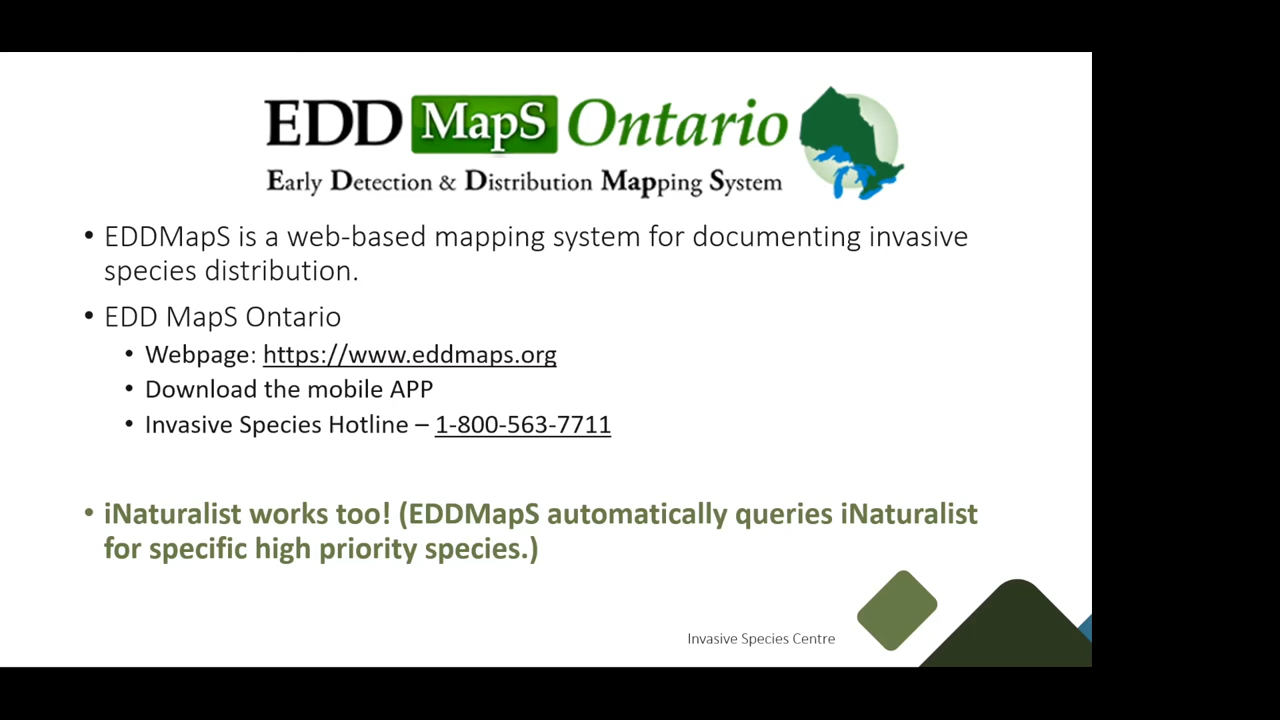 EDD MapS Ontario
Early Detection & Distribution Mapping System
• EDDMapS is a web-based mapping system for documenting invasive
species distribution.
• EDD MapS Ontario
• Webpage: https://www.eddmaps.org
• Download the mobile APP
• Invasive Species Hotline – 1-800-563-7711
• iNaturalist works too! (EDDMapS automatically queries iNaturalist
for specific high priority species.)
Invasive Species Centre